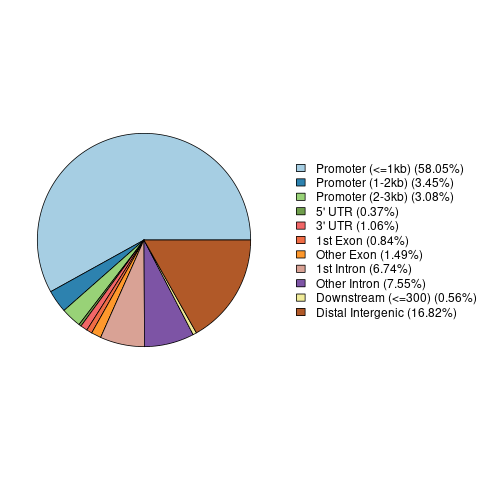 Promoter (<=1kb) (58.05%)
Promoter (1-2kb) (3.45%)
Promoter (2-3kb) (3.08%)
5' UTR (0.37%)
3' UTR (1.06%)
1st Exon (0.84%)
Other Exon (1.49%)
1st Intron (6.74%)
Other Intron (7.55%)
Downstream (<=300) (0.56%)
Distal Intergenic (16.82%)